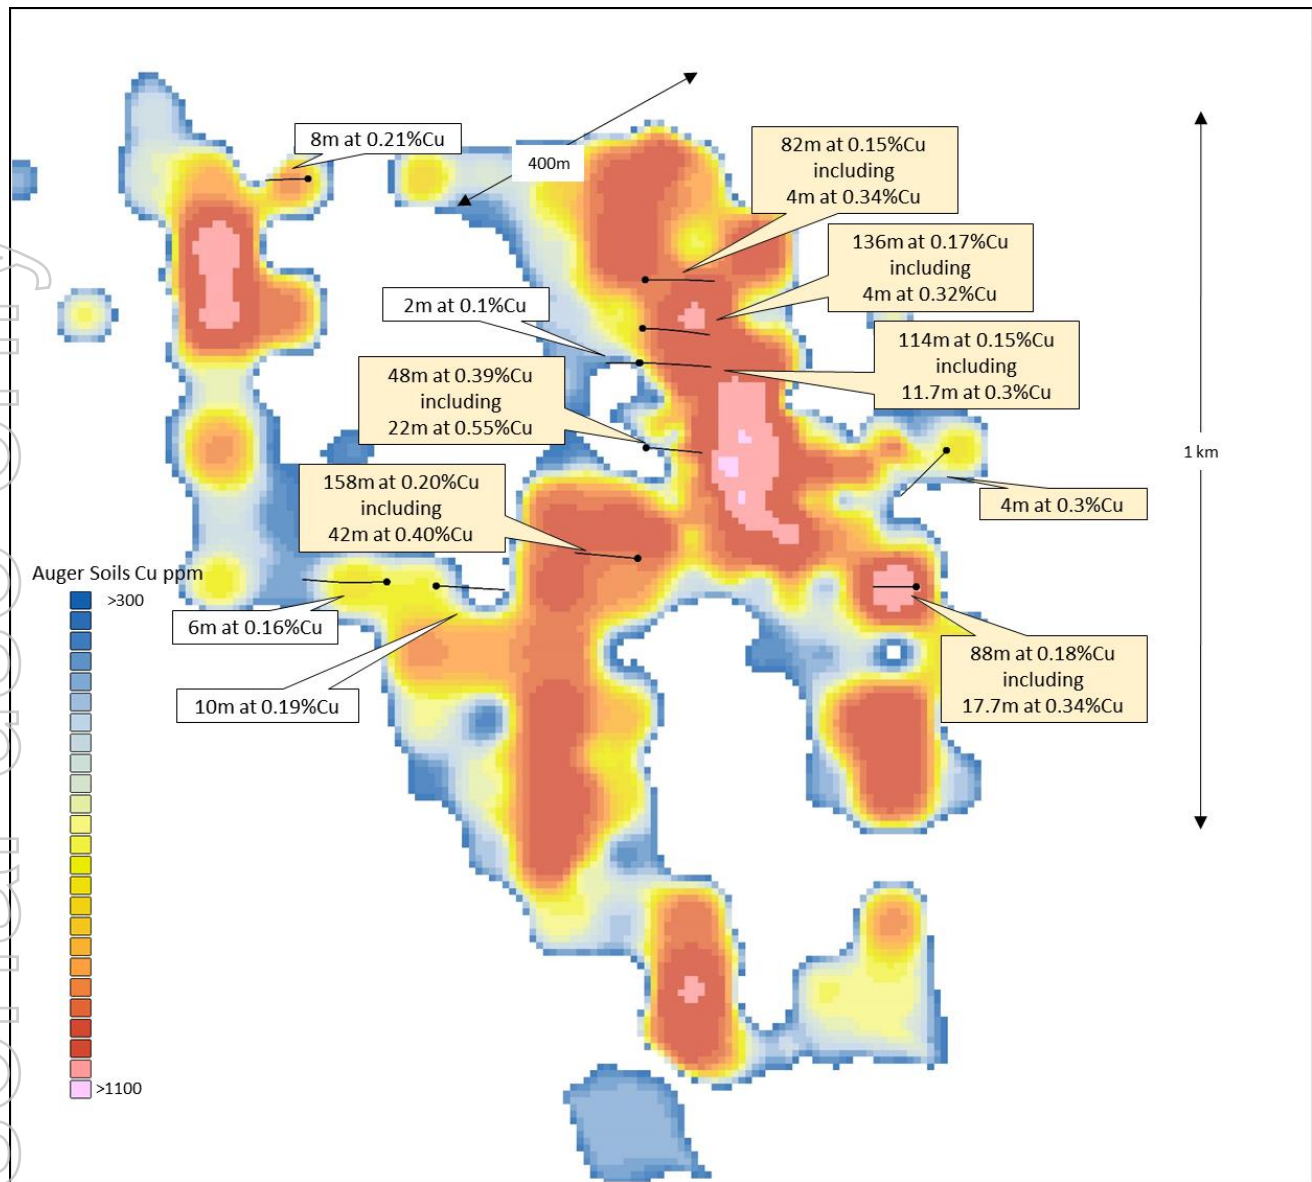 8m at 0.21%Cu
400m
82m at 0.15%Cu
including
4m at 0.34%Cu
136m at 0.17%Cu
including
4m at 0.32%Cu
2m at 0.1%Cu
114m at 0.15%Cu
including
11.7m at 0.3%Cu
48m at 0.39%Cu
including
22m at 0.55%Cu
1 km
158m at 0.20%Cu
including
42m at 0.40%Cu
4m at 0.3%Cu
Auger Soils Cu ppm
>300
6m at 0.16%Cu
88m at 0.18%Cu
including
17.7m at 0.34%Cu
10m at 0.19%Cu
>1100